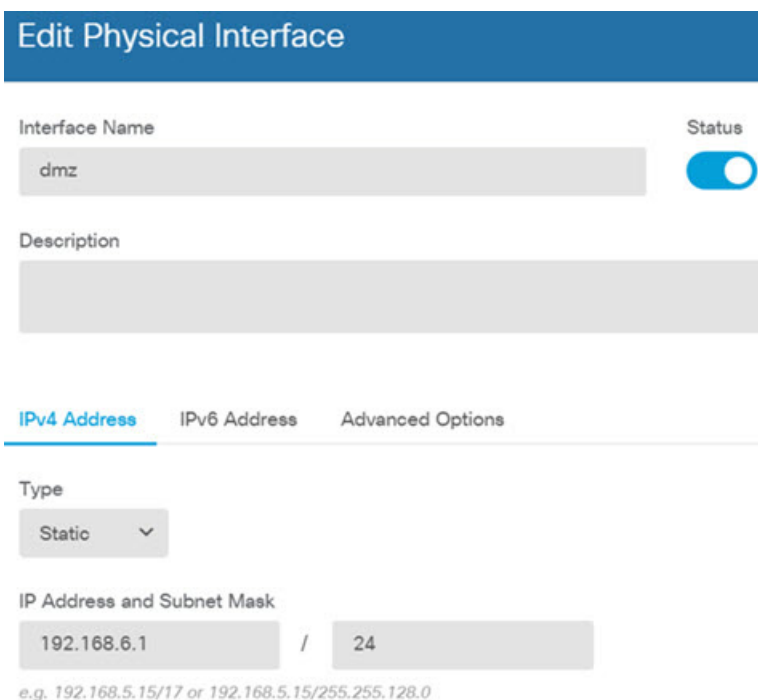 Edit Physical Interface
Interface Name
Status
dmz
Description
IPv4 Address IPv6 Address Advanced Options
Type
Static
IP Address and Subnet Mask
192.168.6.1 / 24
e.g. 192.168.5.15/17 or 192.168.5.15/255.255.128.0